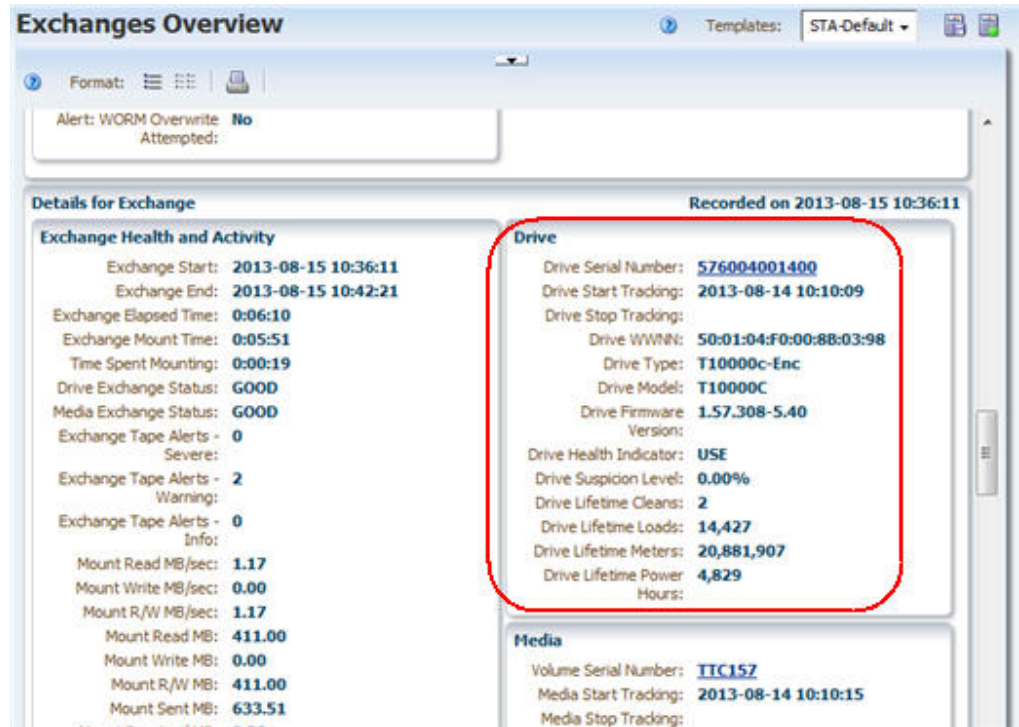 Exchanges Overview
Templates: STA-Default
Format:
Alert: WORM Overwrite No
Attempted:
Details for Exchange
Recorded on 2013-08-15 10:36:11
Exchange Health and Activity
Exchange Start: 2013-08-15 10:36:11
Exchange End: 2013-08-15 10:42:21
Exchange Elapsed Time: 0:06:10
Exchange Mount Time: 0:05:51
Time Spent Mounting: 0:00:19
Drive Exchange Status: GOOD
Media Exchange Status: GOOD
Exchange Tape Alerts - 0
Severe:
Exchange Tape Alerts - 2
Warning:
Exchange Tape Alerts - 0
Info:
Mount Read MB/sec: 1.17
Mount Write MB/sec: 0.00
Mount R/W MB/sec: 1.17
Mount Read MB: 411.00
Mount Write MB: 0.00
Mount R/W MB: 411.00
Mount Sent MB: 633.51
Drive
Drive Serial Number: 576004001400
Drive Start Tracking: 2013-08-14 10:10:09
Drive Stop Tracking:
Drive WWNN: 50:01:04:F0:00:8B:03:98
Drive Type: T10000c-Enc
Drive Model: T10000C
Drive Firmware 1.57.308-5.40
Version:
Drive Health Indicator: USE
Drive Suspicion Level: 0.00%
Drive Lifetime Cleans: 2
Drive Lifetime Loads: 14,427
Drive Lifetime Meters: 20,881,907
Drive Lifetime Power 4,829
Hours:
Media
Volume Serial Number: TTC157
Media Start Tracking: 2013-08-14 10:10:15
Media Stop Tracking: